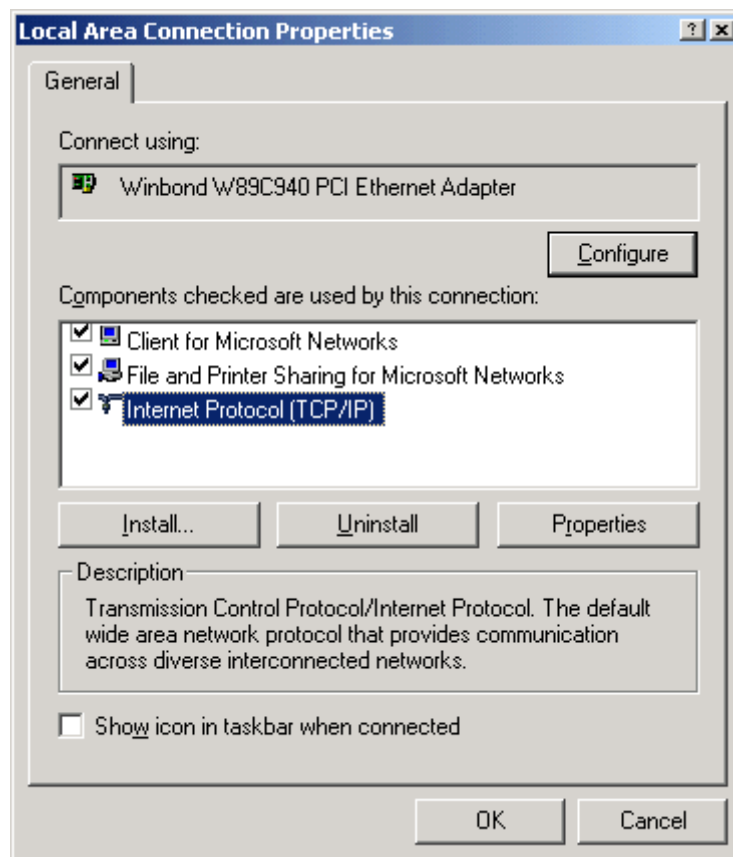 Local Area Connection Properties
General
Connect using:
Winbond W89C940 PCI Ethernet Adapter
Configure
Components checked are used by this connection:
Client for Microsoft Networks
File and Printer Sharing for Microsoft Networks
Internet Protocol (TCP/IP)
Install... Uninstall Properties
Description
Transmission Control Protocol/Internet Protocol. The default
wide area network protocol that provides communication
across diverse interconnected networks.
Show icon in taskbar when connected
OK Cancel